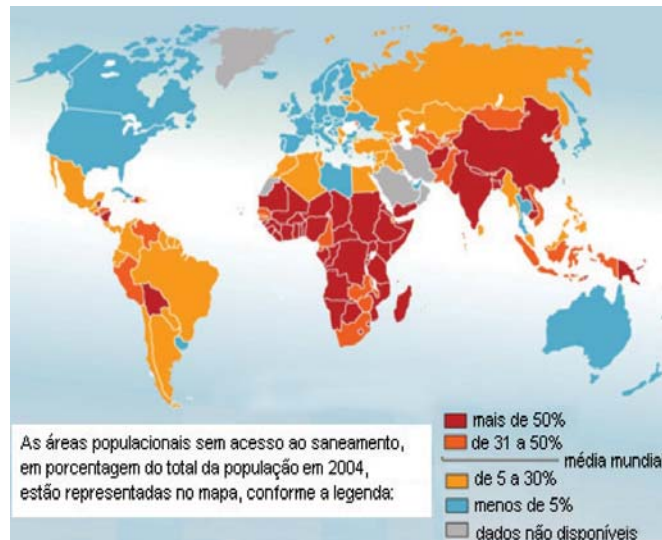 As áreas populacionais sem acesso ao saneamento,
em porcentagem do total da população em 2004,
estão representadas no mapa, conforme a legenda:
mais de 50%
de 31 a 50%
média mundial
de 5 a 30%
menos de 5%
dados não disponíveis